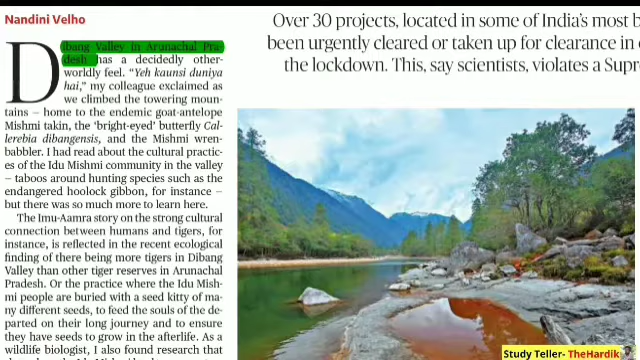 Nandini Velho
Over 30 projects, located in some of India's most
been urgently cleared or taken up for clearance in
the lockdown. This, say scientists, violates a
Dibang Valley in Arunachal Pra-
desh has a decidedly other-
worldly feel. “Yeh kaunsi duniya
hai,” my colleague exclaimed as
we climbed the towering moun-
tains – home to the endemic goat-antelope
Mishmi takin, the ‘bright-eyed’ butterfly Cal-
lerebia dibangensis, and the Mishmi wren-
babbler. I had read about the cultural practic-
es of the Idu Mishmi community in the valley
– taboos around hunting species such as the
endangered hoolock gibbon, for instance –
but there was so much more to learn here.
The Imu-Aamra story on the strong cultural
connection between humans and tigers, for
instance, is reflected in the recent ecological
finding of there being more tigers in Dibang
Valley than other tiger reserves in Arunachal
Pradesh. Or the practice where the Idu Mish-
mi people are buried with a seed kitty of ma-
ny different seeds, to feed the souls of the de-
parted on their long journey and to ensure
they have seeds to grow in the afterlife. As a
wildlife biologist, I also found research that
Study Teller- TheHardik